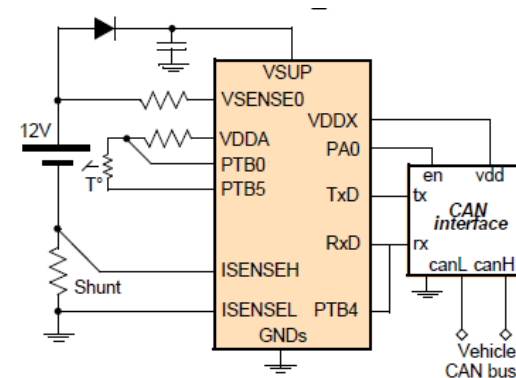 VSUP
VSENSE0
VDDX
12V
VDDA
PTB0
PA0
en
vdd
T°
PTB5
TxD
tx
CAN
interface
RxD
rx
canL
canH
ISENSEH
Shunt
ISENSEL
PTB4
GNDs
Vehicle
CAN bus